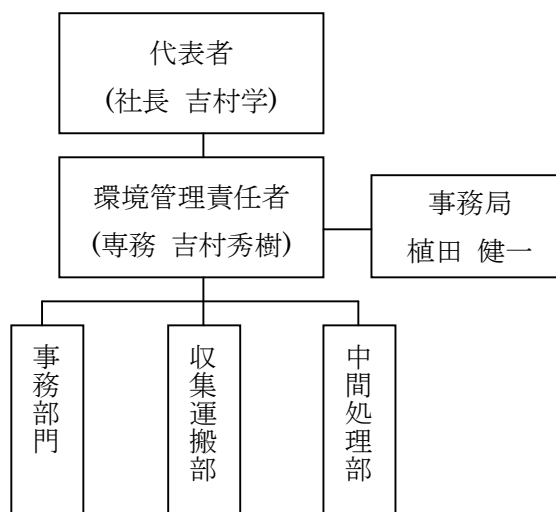 代表者
(社長 吉村学)
環境管理責任者
(専務 吉村秀樹)
事務局
植田 健一
事務部門
収集運搬部
中間処理部